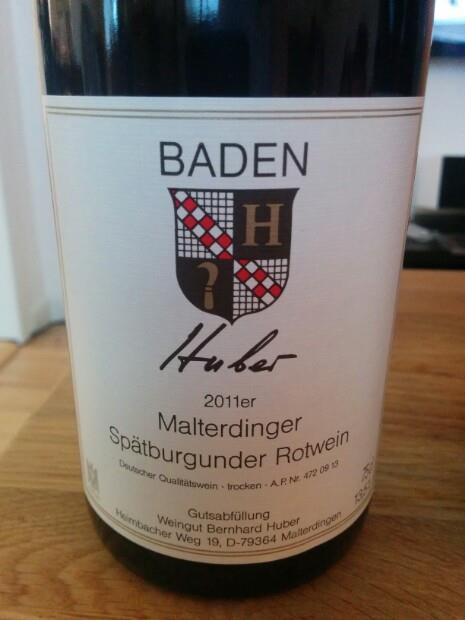 BADEN
H
Huber
2011er
Malterdinger
Spätburgunder Rotwein
Deutscher Qualitätswein - trocken - A.P. Nr. 472 09 13
Gutsabfüllung
Weingut Bernhard Huber
Heimbacher Weg 19, D-79364 Malterdingen